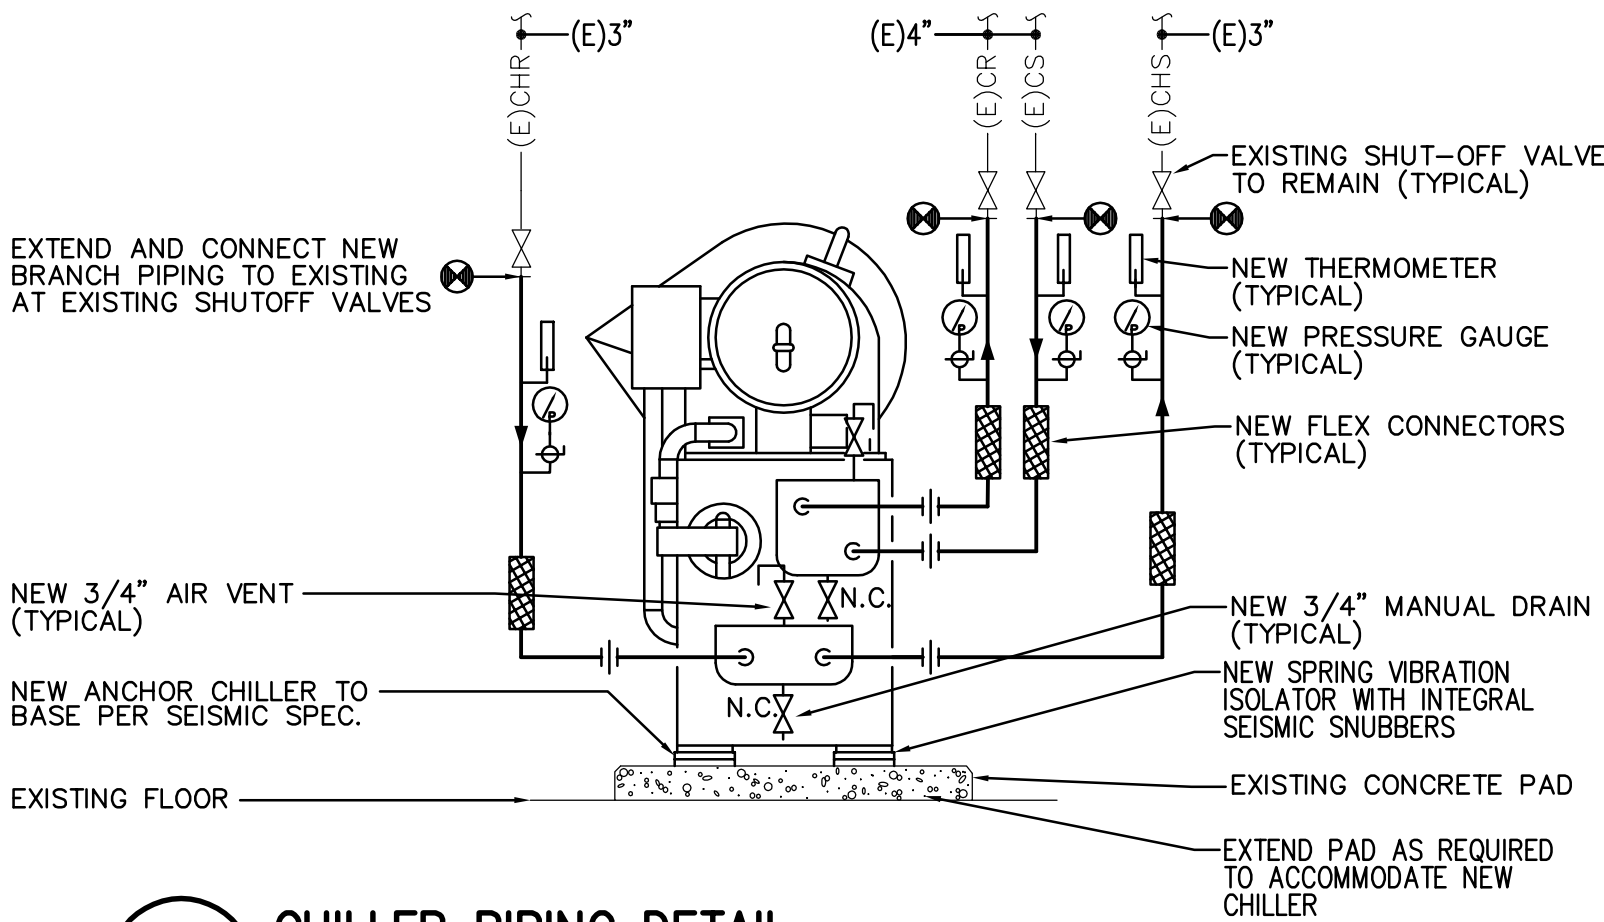 (E)3”
(E)4”
(E)3”
(E)CHR
(E)CR
(E)CS
(E)CHS
EXISTING SHUT-OFF VALVE
TO REMAIN (TYPICAL)
EXTEND AND CONNECT NEW
BRANCH PIPING TO EXISTING
AT EXISTING SHUTOFF VALVES
NEW THERMOMETER
(TYPICAL)
P
P
P
P
NEW PRESSURE GAUGE
(TYPICAL)
NEW FLEX CONNECTORS
(TYPICAL)
NEW 3/4” AIR VENT
(TYPICAL)
N.C.
NEW 3/4” MANUAL DRAIN
(TYPICAL)
NEW ANCHOR CHILLER TO
BASE PER SEISMIC SPEC.
N.C.
NEW SPRING VIBRATION
ISOLATOR WITH INTEGRAL
SEISMIC SNUBBERS
EXISTING FLOOR
EXISTING CONCRETE PAD
EXTEND PAD AS REQUIRED
TO ACCOMMODATE NEW
CHILLER
CHILLER PIPING DETAIL